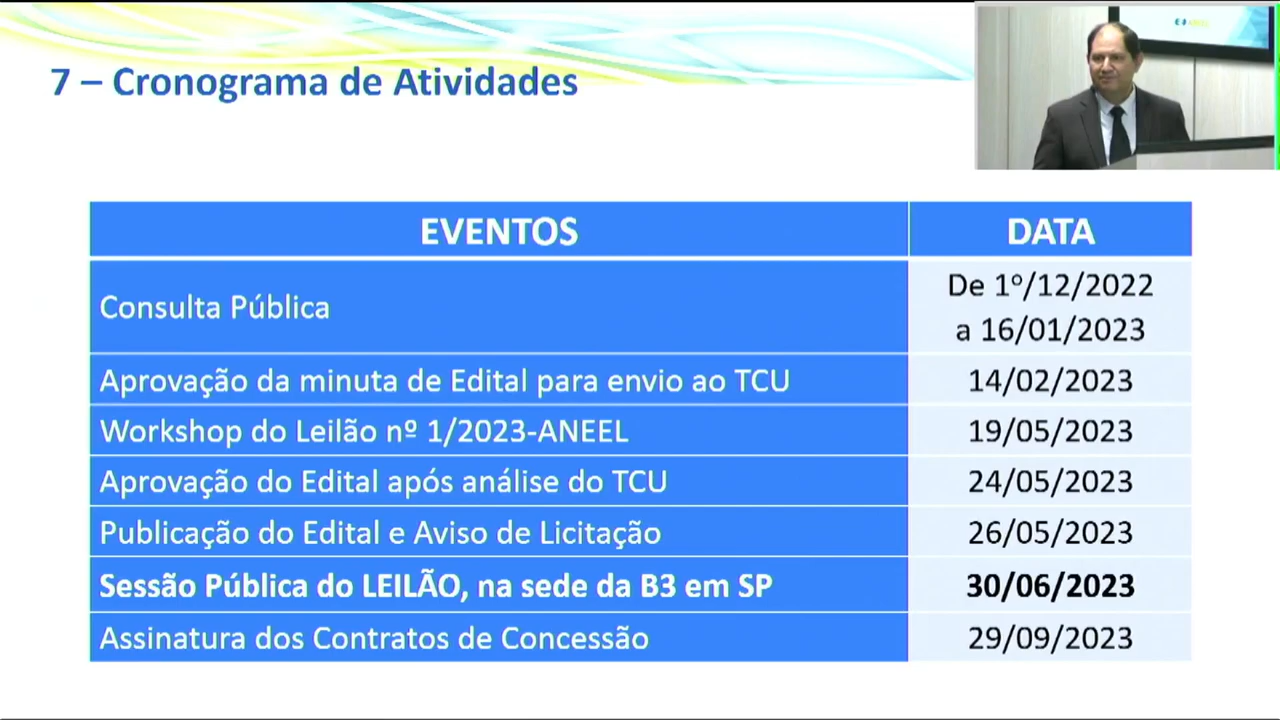 7 – Cronograma de Atividades
EVENTOS DATA
Consulta Pública
De 1º/12/2022
a 16/01/2023
Aprovação da minuta de Edital para envio ao TCU 14/02/2023
Workshop do Leilão nº 1/2023-ANEEL 19/05/2023
Aprovação do Edital após análise do TCU 24/05/2023
Publicação do Edital e Aviso de Licitação 26/05/2023
Sessão Pública do LEILÃO, na sede da B3 em SP 30/06/2023
Assinatura dos Contratos de Concessão 29/09/2023